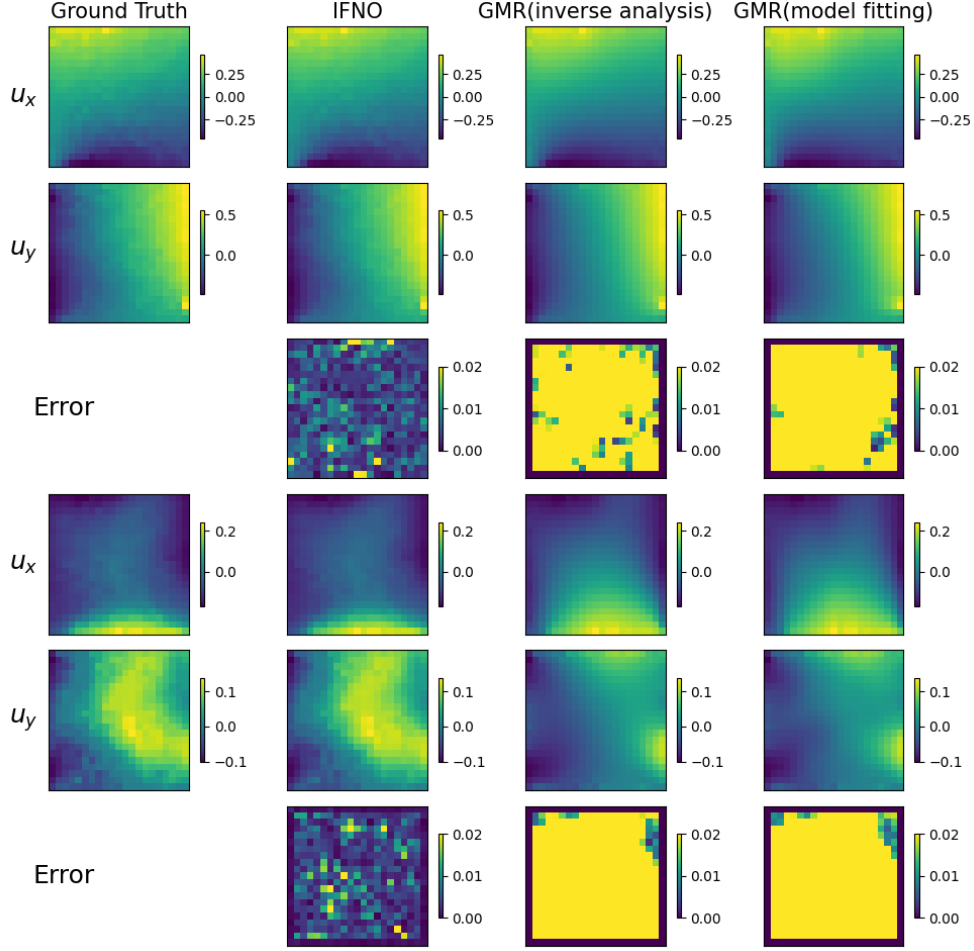 Ground Truth IFNO GMR(inverse analysis) GMR(model fitting)
u_x 0.25 0.00 −0.25 0.25 0.00 −0.25 0.25 0.00 −0.25 0.25 0.00 −0.25
u_y 0.5 0.0 0.5 0.0 0.5 0.0 0.5 0.0
Error 0.02 0.01 0.00 0.02 0.01 0.00 0.02 0.01 0.00
u_x 0.2 0.0 0.2 0.0 0.2 0.0 0.2 0.0
u_y 0.1 0.0 −0.1 0.1 0.0 −0.1 0.1 0.0 −0.1 0.1 0.0 −0.1
Error 0.02 0.01 0.00 0.02 0.01 0.00 0.02 0.01 0.00